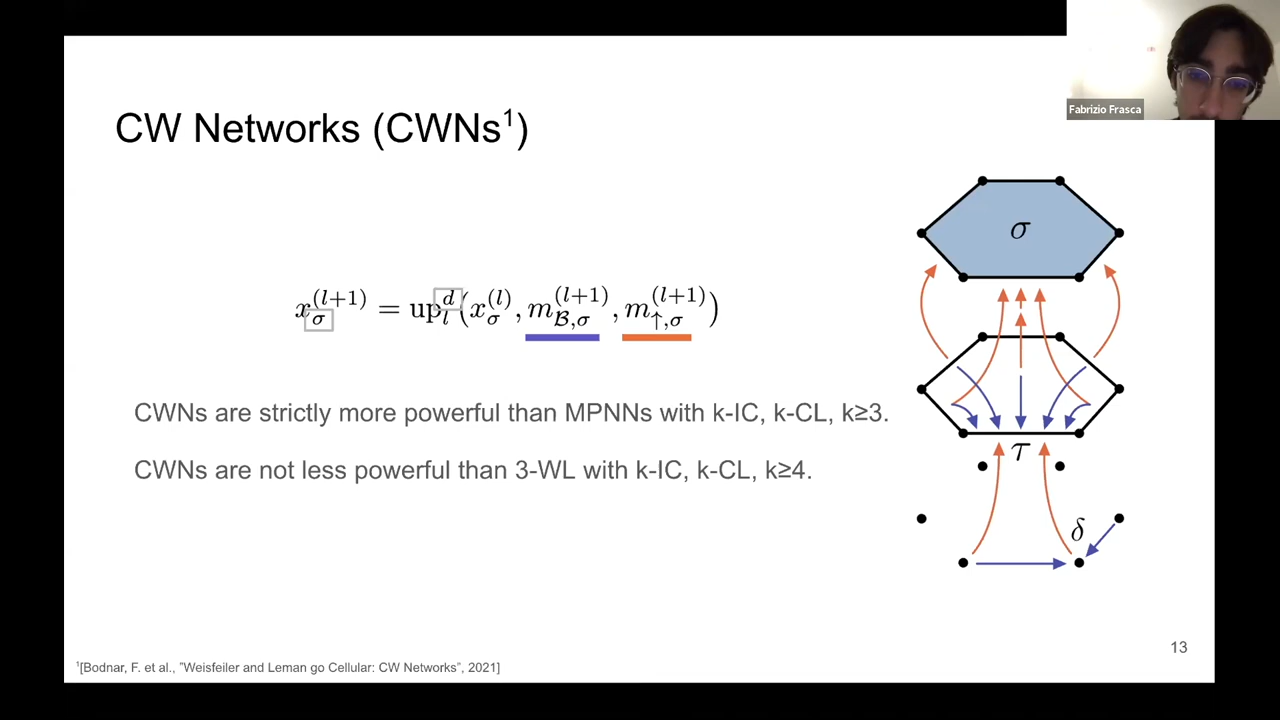 Fabrizio Frasca
CW Networks (CWNs¹)
σ
x_σ^{(l+1)} = up_l^d(x_σ^{(l)}, m_{ℬ,σ}^{(l+1)}, m_{↑,σ}^{(l+1)})
CWNs are strictly more powerful than MPNNs with k-IC, k-CL, k≥3.
τ
CWNs are not less powerful than 3-WL with k-IC, k-CL, k≥4.
δ
13
¹[Bodnar, F. et al., "Weisfeiler and Leman go Cellular: CW Networks", 2021]